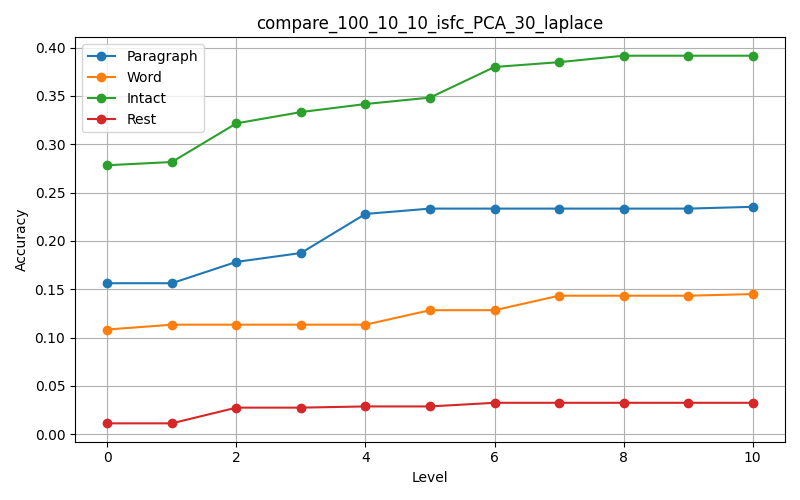 compare_100_10_10_isfc_PCA_30_laplace
Paragraph
Word
Intact
Rest
Accuracy
0.40
0.35
0.30
0.25
0.20
0.15
0.10
0.05
0.00
0 2 4 6 8 10
Level